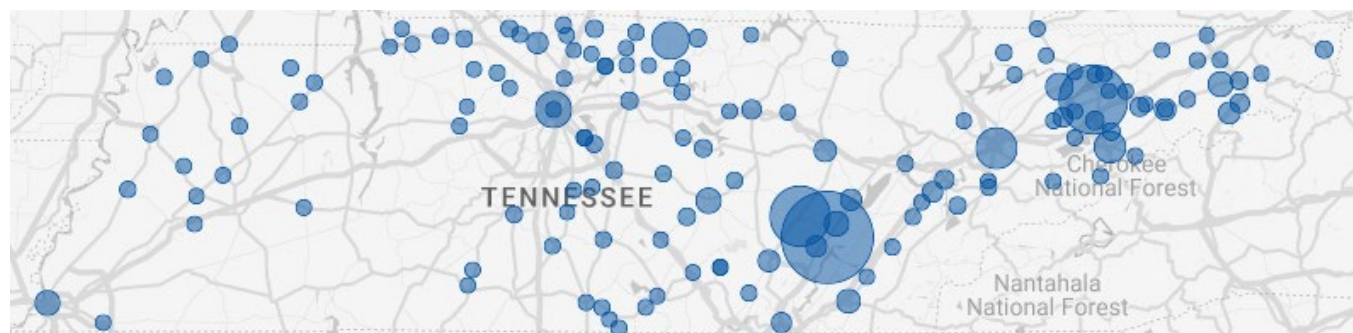 TENNESSEE
Cherokee
National Forest
Nantahala
National Forest